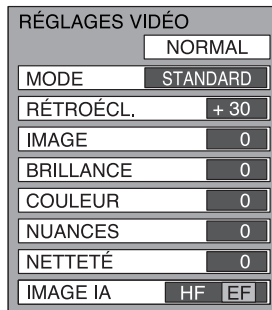 RÉGLAGES VIDÉO
NORMAL
MODE STANDARD
RÉTROÉCL. + 30
IMAGE 0
BRILLANCE 0
COULEUR 0
NUANCES 0
NETTETÉ 0
IMAGE IA HF EF